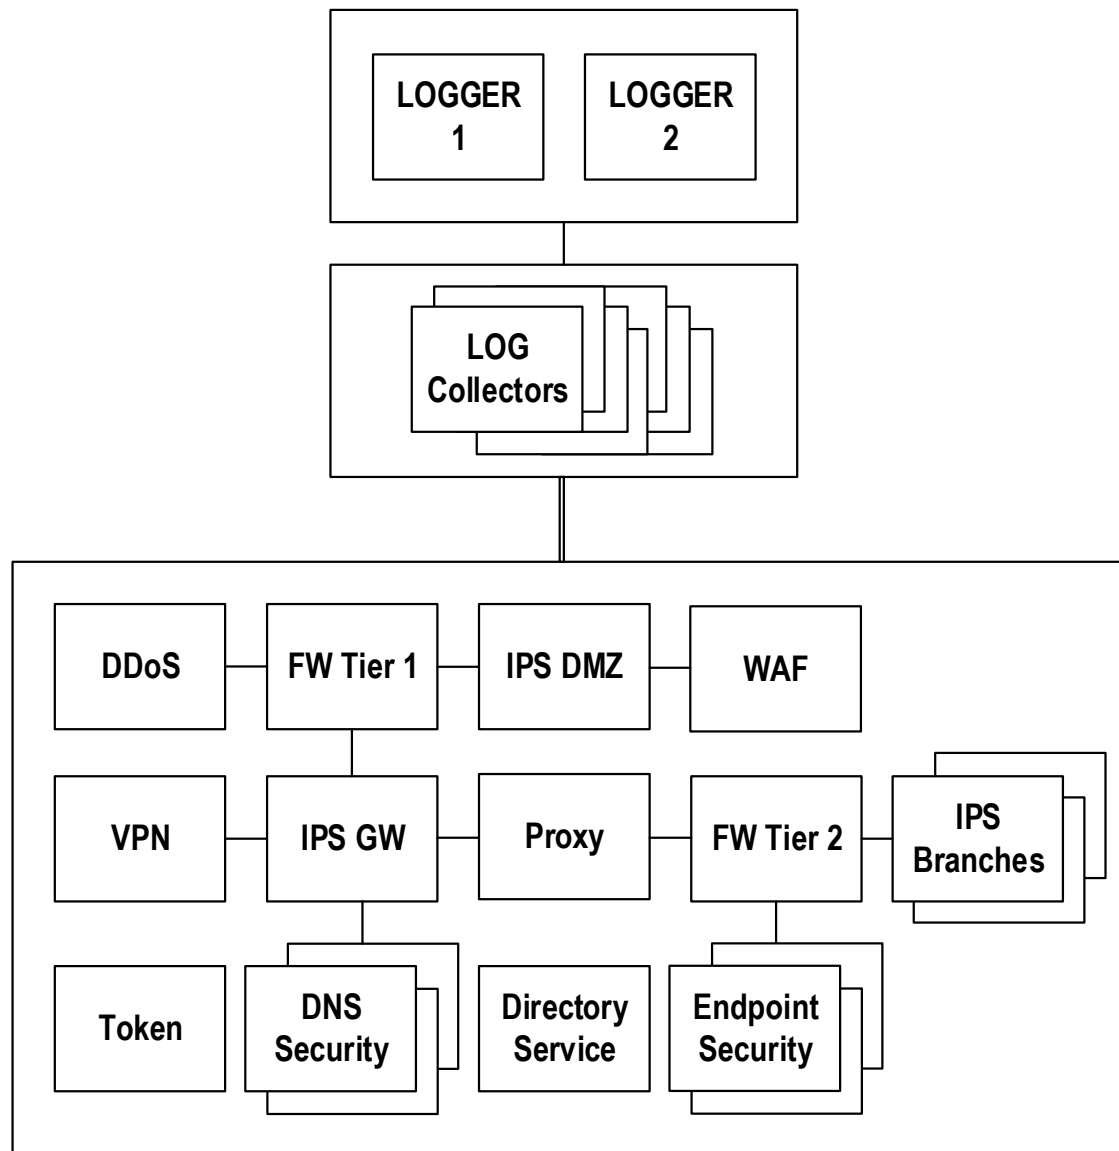 LOGGER
1
LOGGER
2
LOG
Collectors
DDoS
FW Tier 1
IPS DMZ
WAF
VPN
IPS GW
Proxy
FW Tier 2
IPS
Branches
Token
DNS
Security
Directory
Service
Endpoint
Security